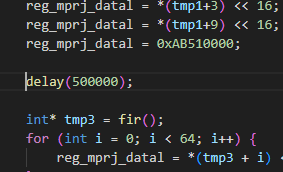 reg_mprj_datal = *(tmp1+3) << 16;
reg_mprj_datal = *(tmp1+9) << 16;
reg_mprj_datal = 0xAB510000;
delay(500000);
int* tmp3 = fir();
for (int i = 0; i < 64; i++) {
reg_mprj_datal = *(tmp3 + i) <